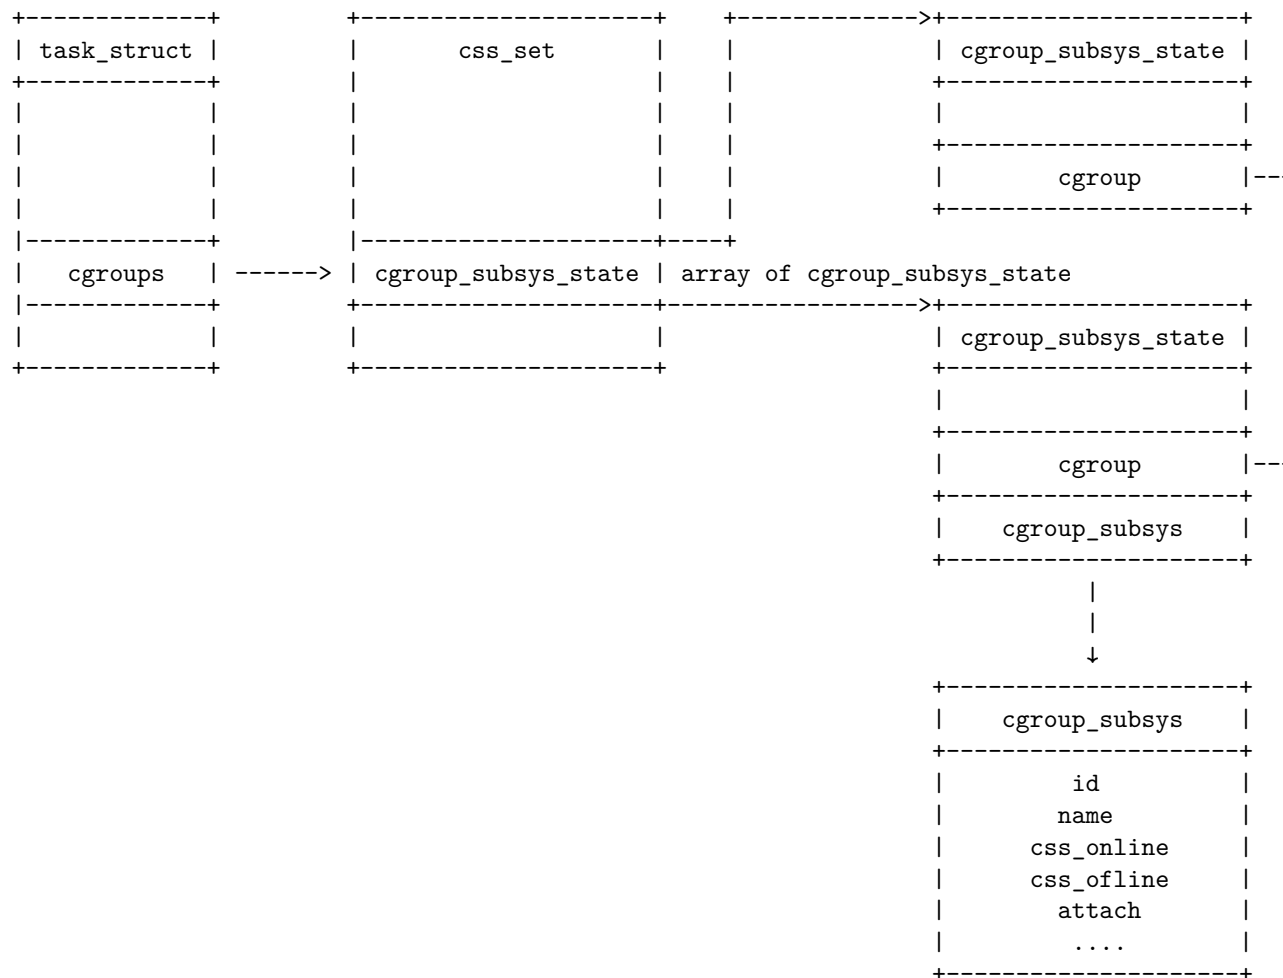 task_struct css_set cgroup_subsys_state
cgroup
cgroups ------> cgroup_subsys_state array of cgroup_subsys_state
cgroup_subsys_state
cgroup
cgroup_subsys
cgroup_subsys
id
name
css_online
css_ofline
attach
....